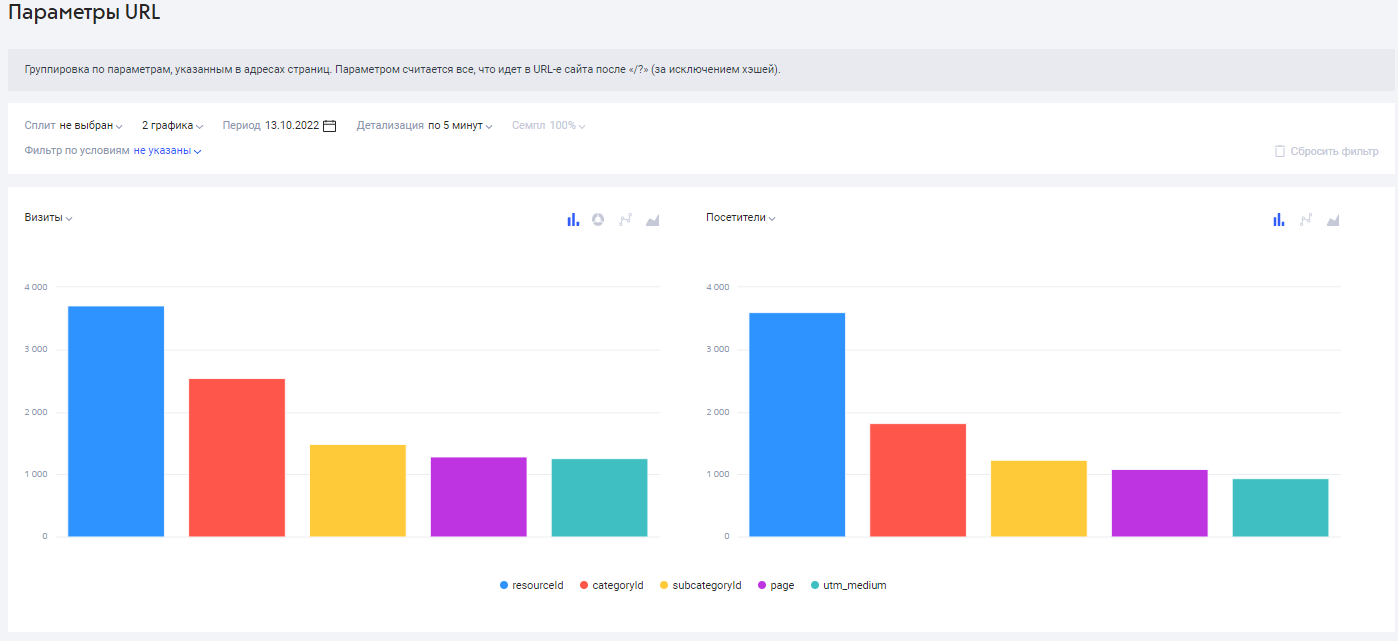 Параметры URL
Группировка по параметрам, указанным в адресах страниц. Параметром считается все, что идет в URL-е сайта после «/?» (за исключением хэшей).
Сплит не выбран 2 графика Период 13.10.2022 Детализация по 5 минут Семпл 100%
Фильтр по условиям не указаны Сбросить фильтр
Визиты Посетители
4 000 4 000
3 000 3 000
2 000 2 000
1 000 1 000
0 0
resourceId categoryId subcategoryId page utm_medium